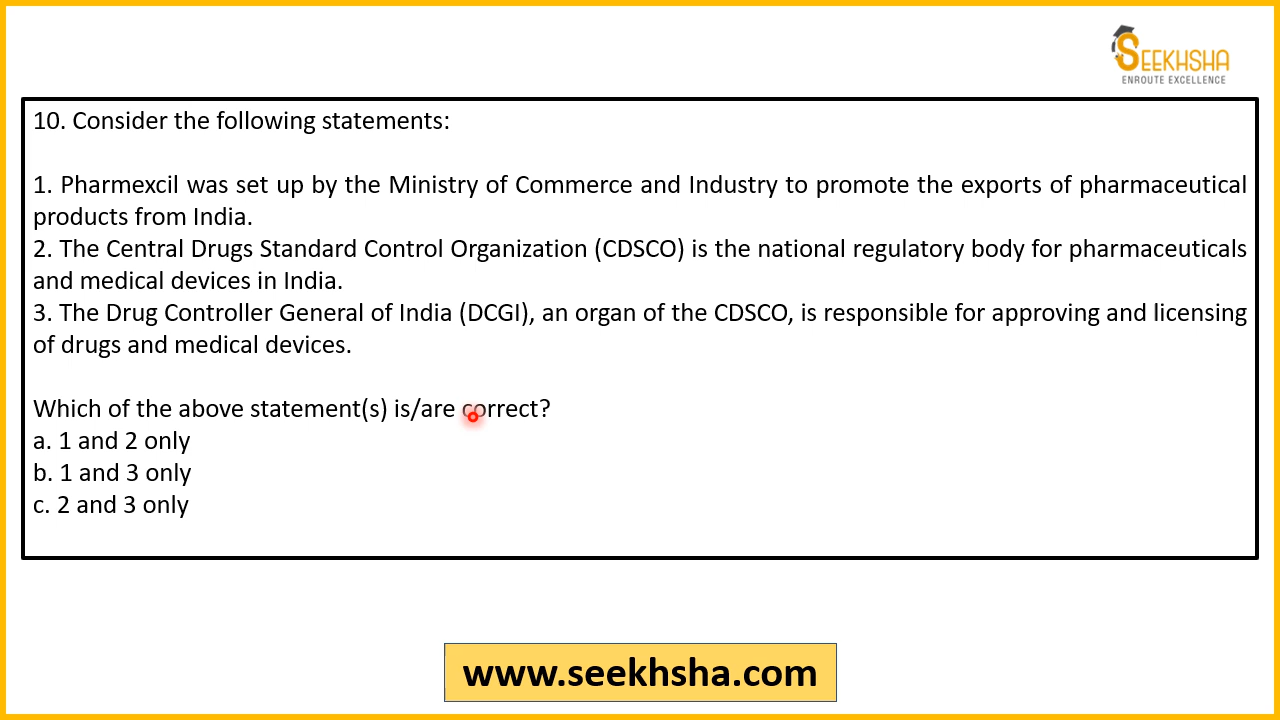 SEEKHSHA
ENROUTE EXCELLENCE
10. Consider the following statements:
1. Pharmexcil was set up by the Ministry of Commerce and Industry to promote the exports of pharmaceutical
products from India.
2. The Central Drugs Standard Control Organization (CDSCO) is the national regulatory body for pharmaceuticals
and medical devices in India.
3. The Drug Controller General of India (DCGI), an organ of the CDSCO, is responsible for approving and licensing
of drugs and medical devices.
Which of the above statement(s) is/are correct?
a. 1 and 2 only
b. 1 and 3 only
c. 2 and 3 only
www.seekhsha.com